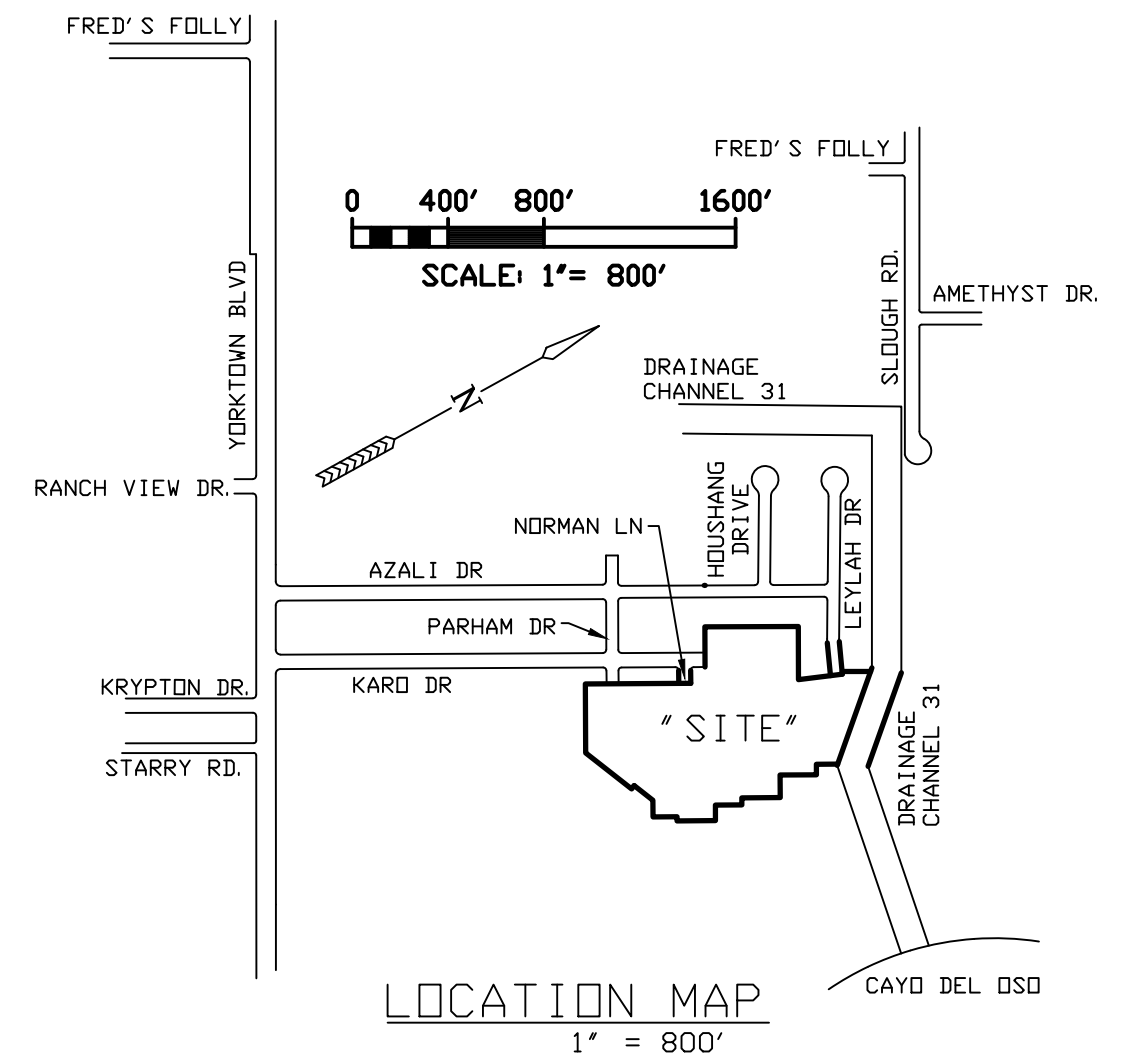 FRED'S FOLLY
FRED'S FOLLY
0 400' 800' 1600'
SCALE: 1"= 800'
YORKTOWN BLVD
SLOUGH RD.
AMETHYST DR.
N
DRAINAGE
CHANNEL 31
RANCH VIEW DR.
NORMAN LN
HOUSHANG
DRIVE
LEYLAH DR
AZALI DR
PARHAM DR
KARO DR
KRYPTON DR.
STARRY RD.
"SITE"
DRAINAGE
CHANNEL 31
CAYO DEL OSO
LOCATION MAP
1" = 800'